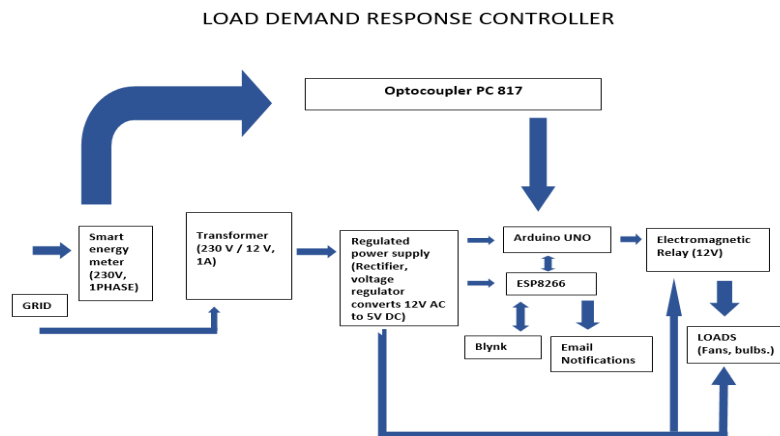 LOAD DEMAND RESPONSE CONTROLLER
Optocoupler PC 817
Smart
energy
meter
(230V,
1PHASE)
Transformer
(230 V / 12 V,
1A)
Regulated
power supply
(Rectifier,
voltage
regulator
converts 12V AC
to 5V DC)
Arduino UNO
Electromagnetic
Relay (12V)
ESP8266
GRID
Blynk
Email
Notifications
LOADS
(Fans, bulbs.)